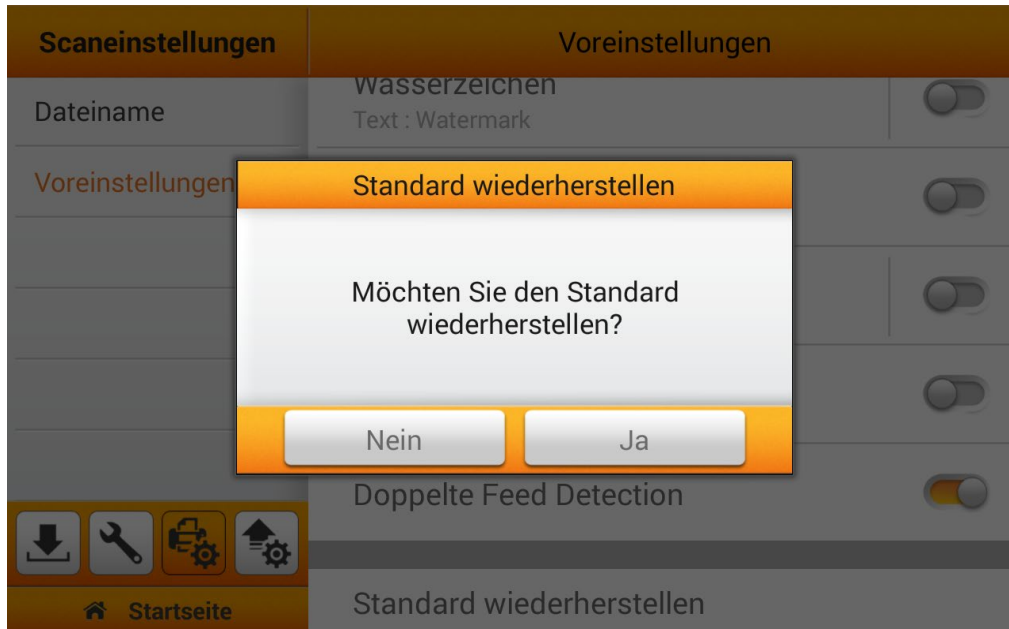 Scaneinstellungen
Voreinstellungen
Dateiname
Voreinstellungen
Wasserzeichen
Text : Watermark
Standard wiederherstellen
Möchten Sie den Standard
wiederherstellen?
Nein
Ja
Doppelte Feed Detection
Standard wiederherstellen
Startseite